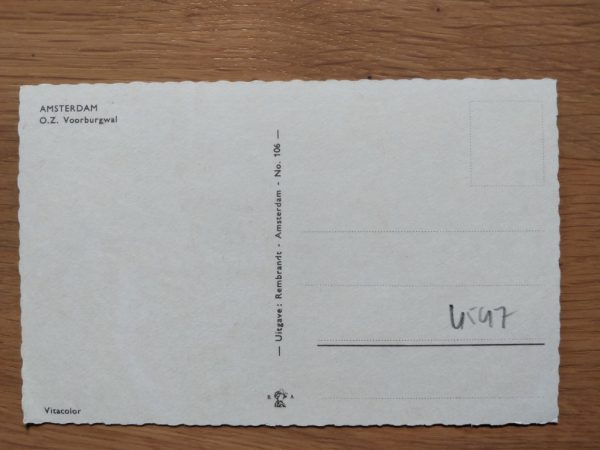 AMSTERDAM
O.Z. Voorburgwal
— Uitgave: Rembrandt - Amsterdam - No. 106 —
R A
Vitacolor